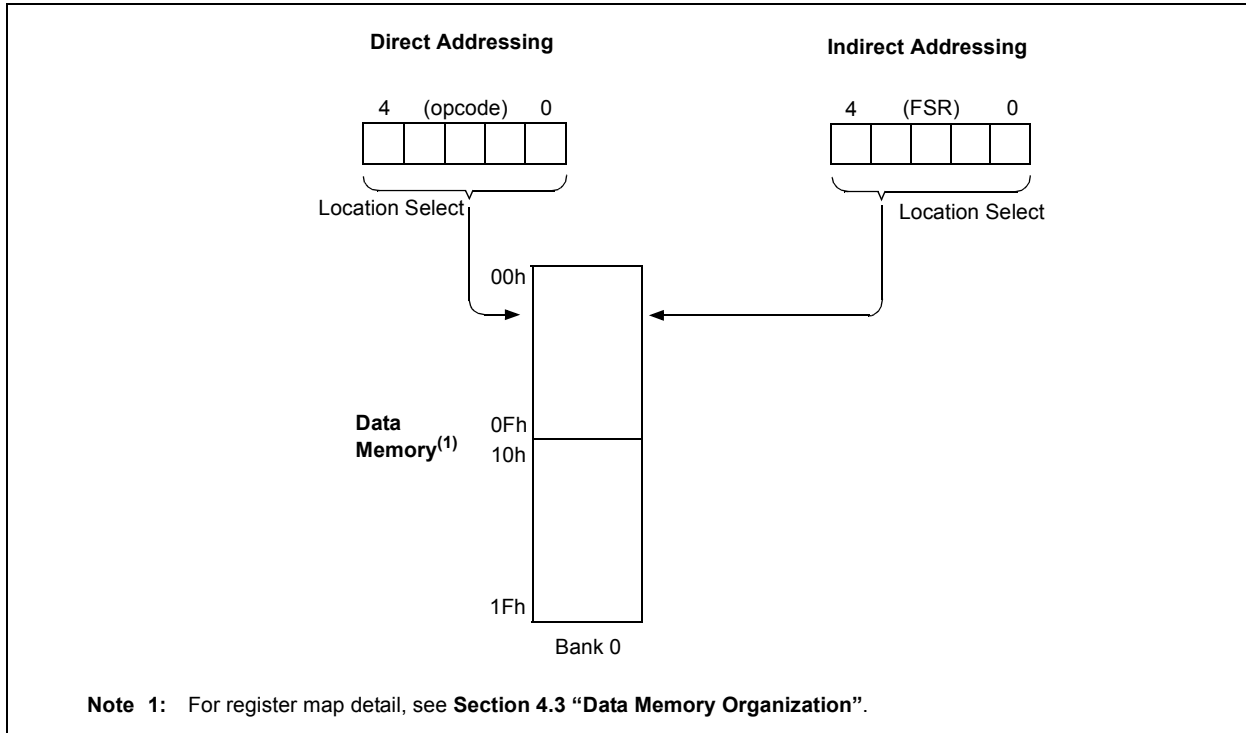 Direct Addressing
Indirect Addressing
4 (opcode) 0
4 (FSR) 0
Location Select
Location Select
00h
Data
Memory(1)
0Fh
10h
1Fh
Bank 0
Note 1: For register map detail, see Section 4.3 “Data Memory Organization”.